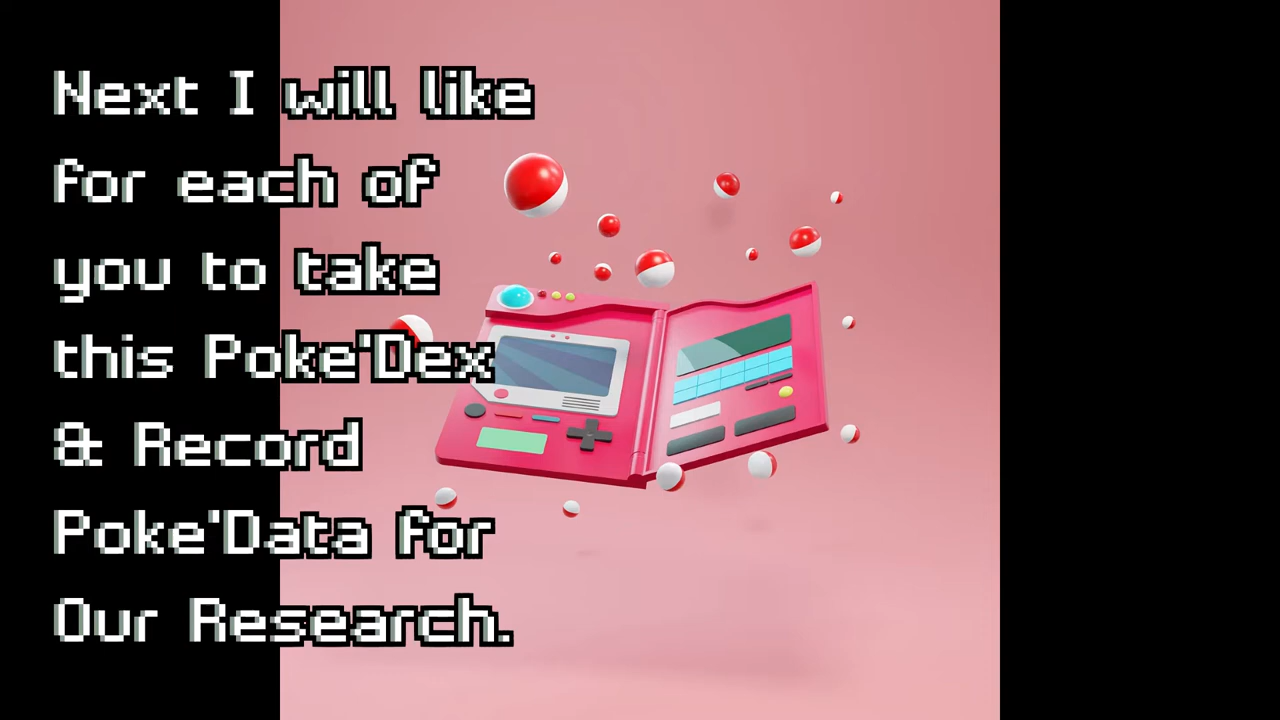 Next I will like
for each of
you to take
this Poke'Dex
& Record
Poke'Data for
Our Research.